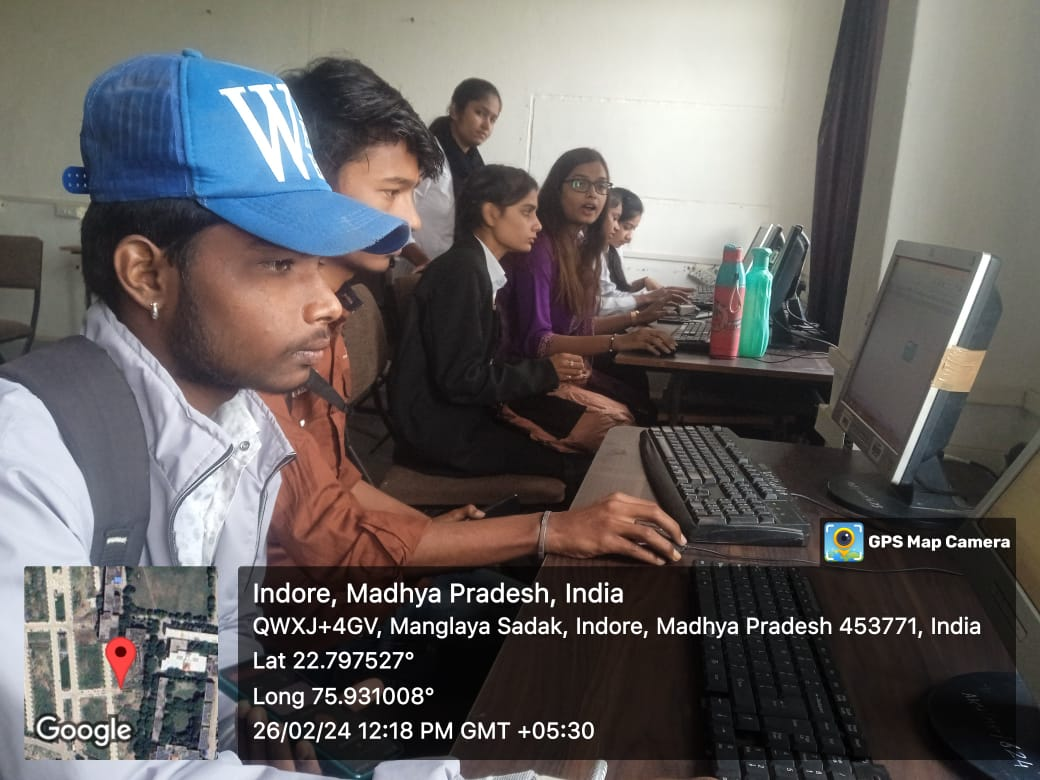 W
GPS Map Camera
Indore, Madhya Pradesh, India
QWXJ+4GV, Manglaya Sadak, Indore, Madhya Pradesh 453771, India
Lat 22.797527°
Long 75.931008°
26/02/24 12:18 PM GMT +05:30
Google